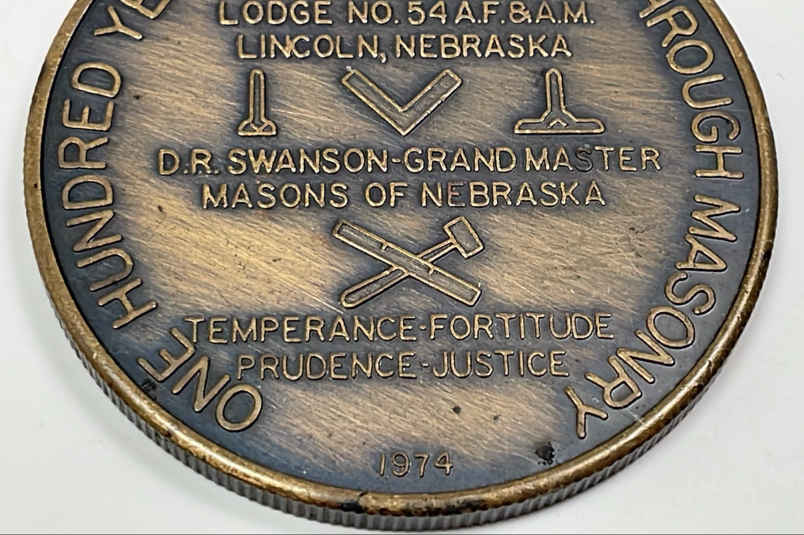 LODGE NO. 54 A.F.&A.M.
LINCOLN, NEBRASKA
D.R. SWANSON-GRAND MASTER
MASONS OF NEBRASKA
TEMPERANCE-FORTITUDE
PRUDENCE-JUSTICE
1974
ONE HUNDRED
THROUGH MASONRY